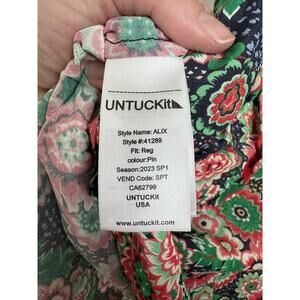 UNTUCKit
Style Name: ALIX
Style #:41289
Fit: Reg
colour:Pin
Season:2023 SP1
VEND Code: SPT
CA62799
UNTUCKit
USA
www.untuckit.com